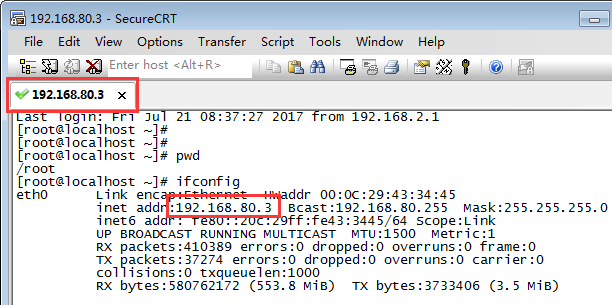 192.168.80.3 - SecureCRT
File Edit View Options Transfer Script Tools Window Help
Enter host <Alt+R>
192.168.80.3 ×
Last login: Fri Jul 21 08:37:27 2017 from 192.168.2.1
[root@localhost ~]#
[root@localhost ~]#
[root@localhost ~]# pwd
/root
[root@localhost ~]# ifconfig
eth0 Link encap:Ethernet HWaddr 00:0C:29:43:34:45
inet addr:192.168.80.3 Bcast:192.168.80.255 Mask:255.255.255.0
inet6 addr: fe80::20c:29ff:fe43:3445/64 Scope:Link
UP BROADCAST RUNNING MULTICAST MTU:1500 Metric:1
RX packets:410389 errors:0 dropped:0 overruns:0 frame:0
TX packets:37274 errors:0 dropped:0 overruns:0 carrier:0
collisions:0 txqueuelen:1000
RX bytes:580762172 (553.8 MiB) TX bytes:3733406 (3.5 MiB)